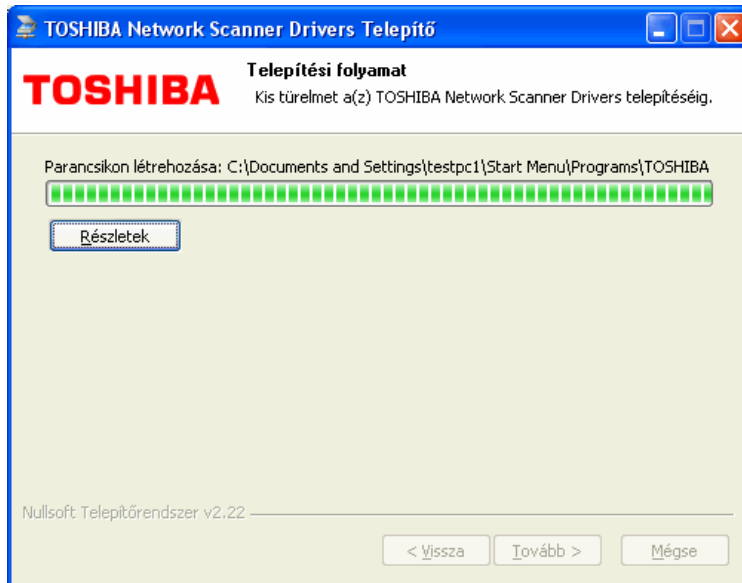 TOSHIBA Network Scanner Drivers Telepítő
TOSHIBA
Telepítési folyamat
Kis türelmet a(z) TOSHIBA Network Scanner Drivers telepítéséig.
Parancsikon létrehozása: C:\Documents and Settings\testpc1\Start Menu\Programs\TOSHIBA
Részletek
Nullsoft Telepítőrendszer v2.22
< Vissza
Tovább >
Mégse